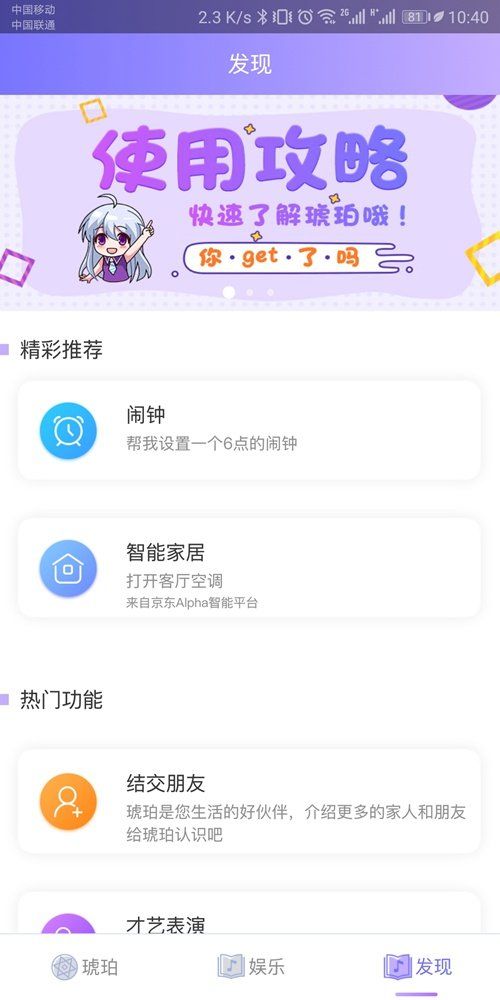 中国移动
中国联通
2.3 K/s 2G H+ 81 10:40
发现
使用攻略
快速了解琥珀哦！
你·get·了·吗
精彩推荐
闹钟
帮我设置一个6点的闹钟
智能家居
打开客厅空调
来自京东Alpha智能平台
热门功能
结交朋友
琥珀是您生活的好伙伴，介绍更多的家人和朋友
给琥珀认识吧
才艺表演
琥珀 娱乐 发现